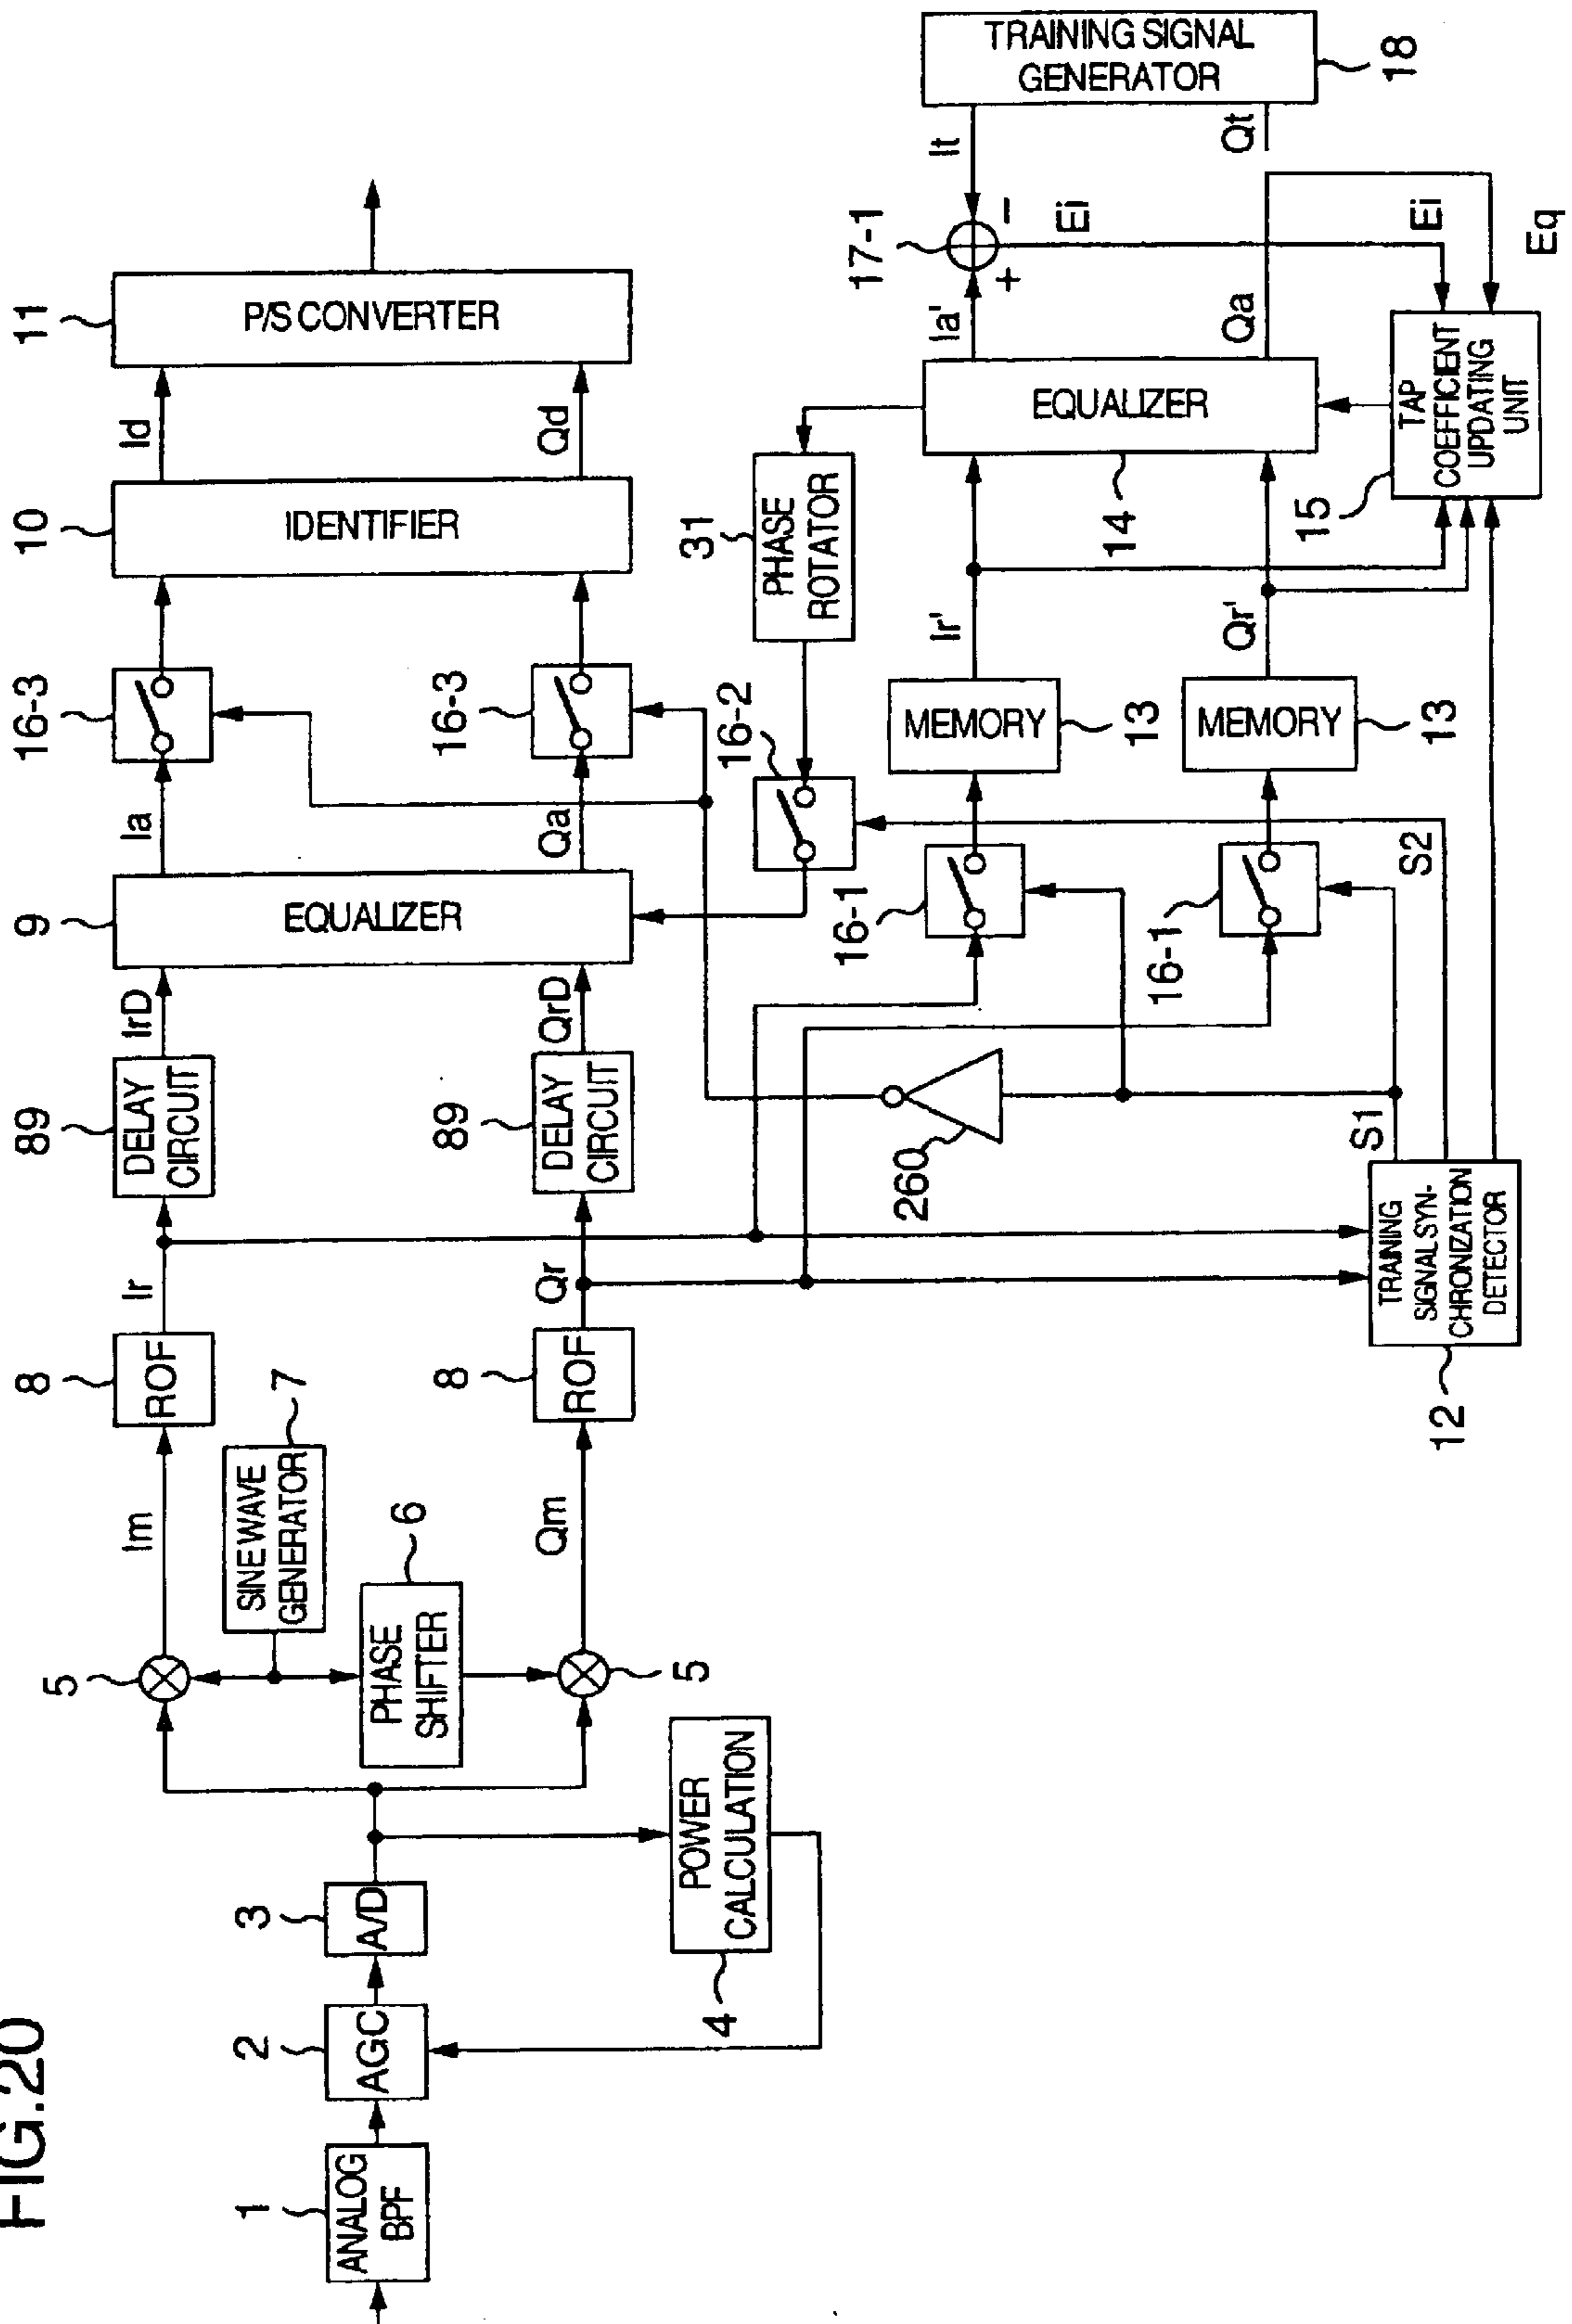 FIG.20
1
ANALOG
BPF
2
AGC
3
A/D
4
POWER
CALCULATION
5
5
6
PHASE
SHIFTER
7
SINE WAVE
GENERATOR
Im
Qm
8
ROF
8
ROF
Ir
Qr
89
DELAY
CIRCUIT
89
DELAY
CIRCUIT
IrD
QrD
9
EQUALIZER
Ia
Qa
16-3
16-3
10
IDENTIFIER
Id
Qd
11
P/S CONVERTER
12
TRAINING
SIGNAL SYN-
CHRONIZATION
DETECTOR
S1
S2
260
16-1
16-1
16-2
31
PHASE
ROTATOR
MEMORY
13
MEMORY
13
Ir'
Qr'
14
EQUALIZER
15
TAP
COEFFICIENT
UPDATING
UNIT
Ia'
Qa
17-1
+
−
Ei
Ei
Eq
It
Qt
TRAINING SIGNAL
GENERATOR
18